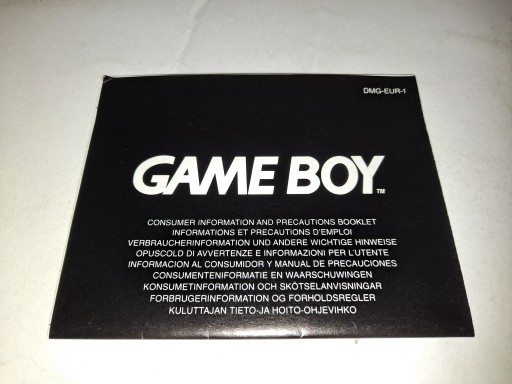 DMG-EUR-1
GAME BOY™
CONSUMER INFORMATION AND PRECAUTIONS BOOKLET
INFORMATIONS ET PRECAUTIONS D'EMPLOI
VERBRAUCHERINFORMATION UND ANDERE WICHTIGE HINWEISE
OPUSCOLD DI AVVERTENZE E INFORMAZIONI PER L'UTENTE
INFORMACION AL CONSUMIDOR Y MANUAL DE PRECAUCIONES
CONSUMENTENINFORMATIE EN WAARSCHUWINGEN
KONSUMETINFORMATION OCH SKÖTSELANVISNINGAR
FORBRUGERINFORMATION OG FORHOLDSREGLER
KULUTTAJAN TIETO-JA HOITO-OHJEVIHKO